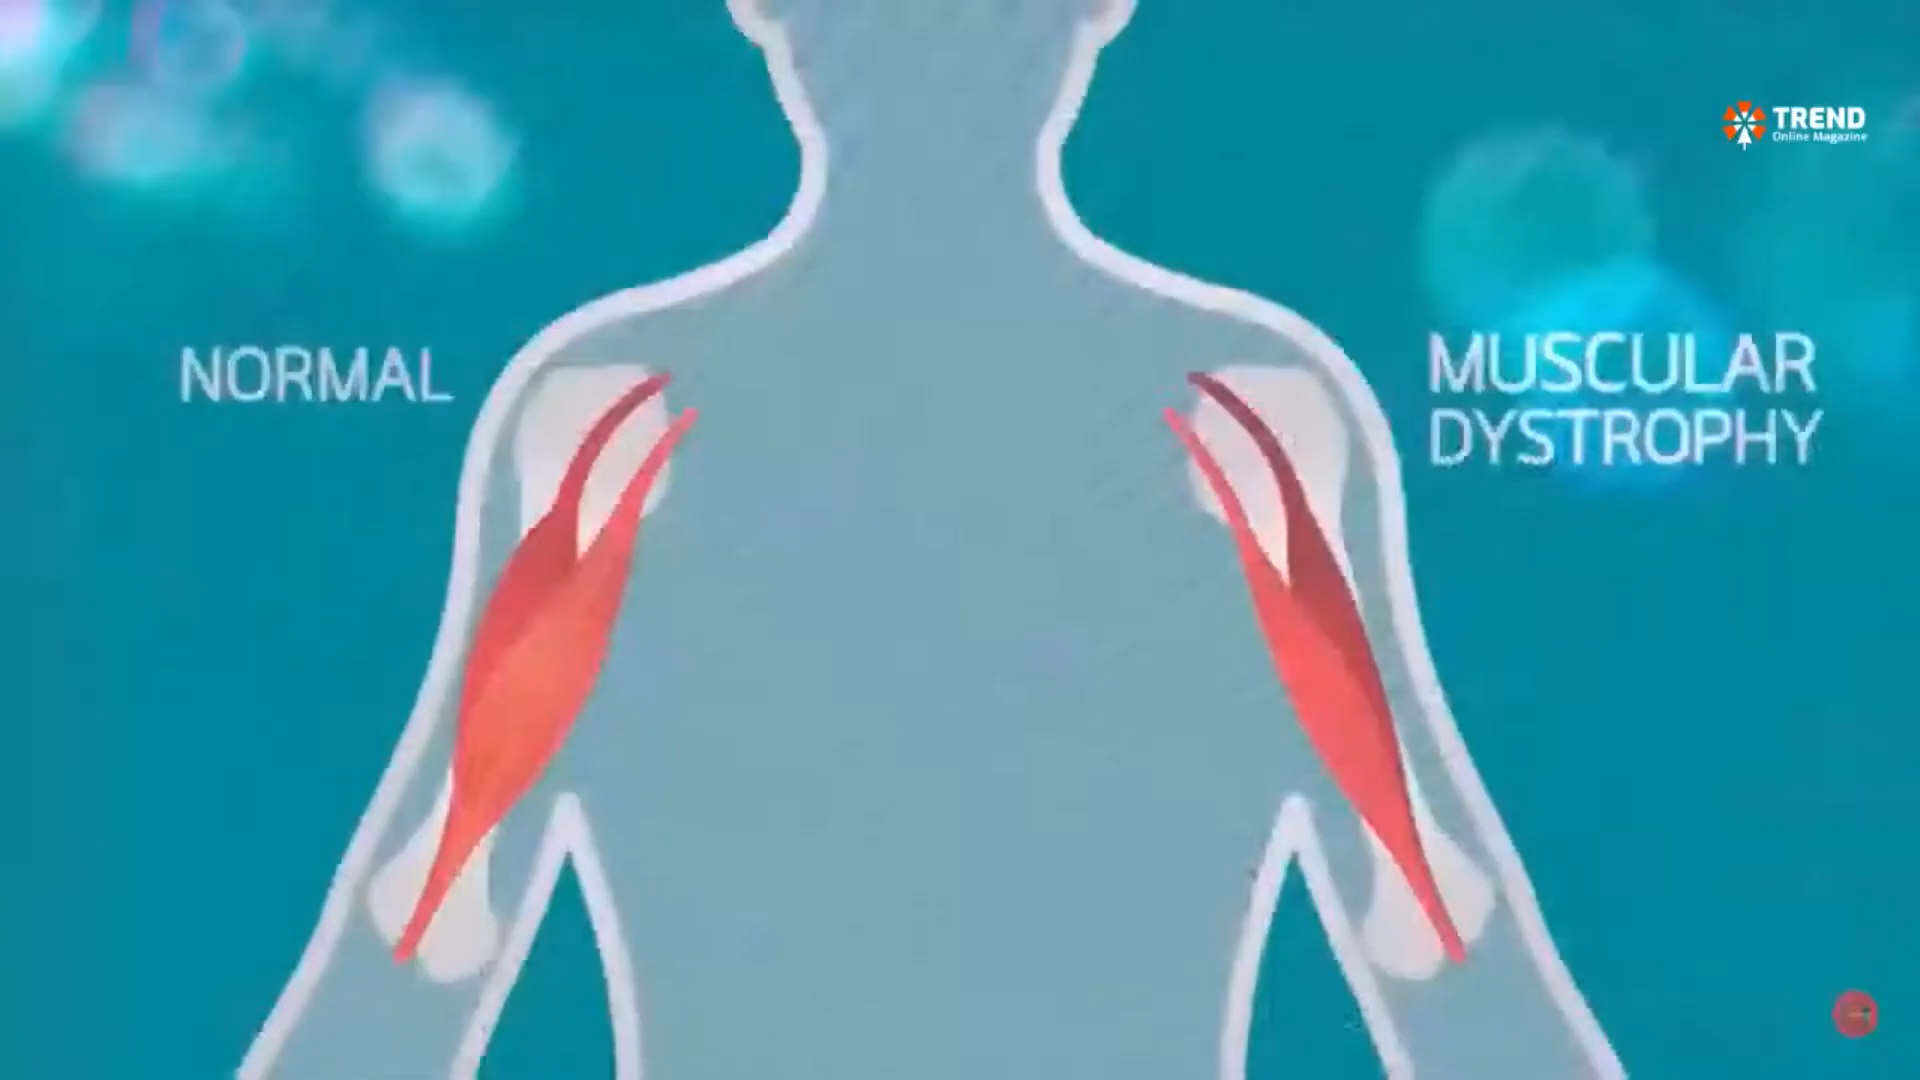 TREND
Online Magazine
NORMAL
MUSCULAR
DYSTROPHY